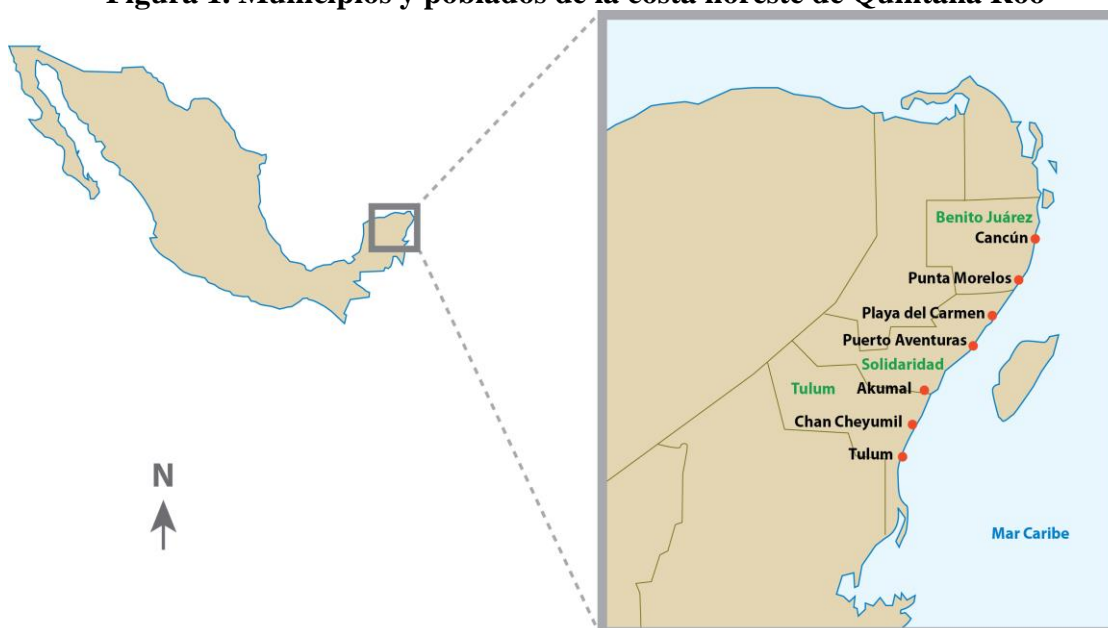 Figura 1. Municipios y poblados de la costa noreste de Quintana Roo
Benito Juárez
Cancún
Punta Morelos
Playa del Carmen
Puerto Aventuras
Solidaridad
Tulum
Akumal
Chan Cheyumil
Tulum
N
Mar Caribe